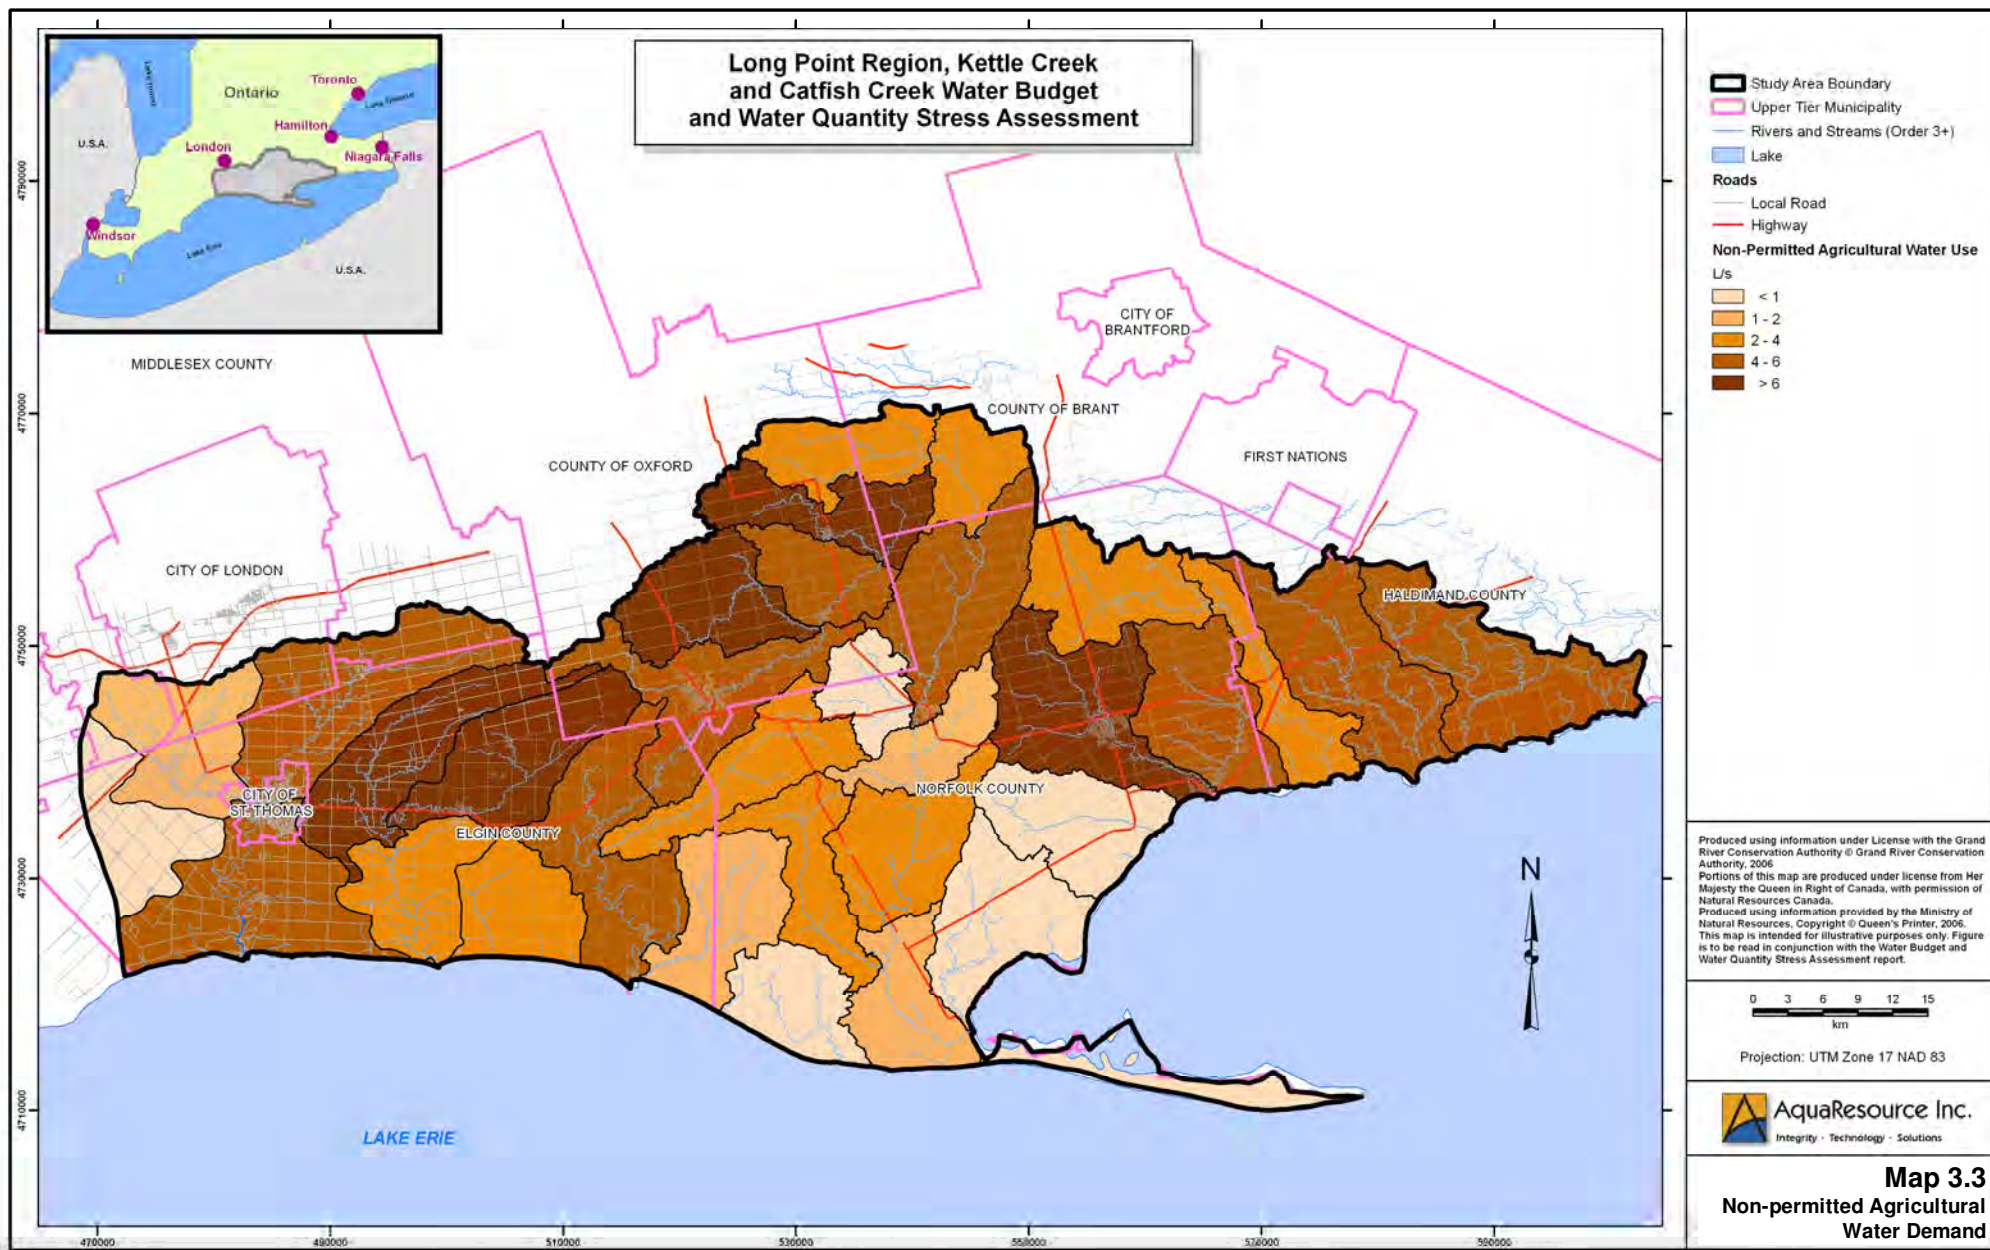 Long Point Region, Kettle Creek
and Catfish Creek Water Budget
and Water Quantity Stress Assessment
Ontario
Toronto
Lake Ontario
Hamilton
London
Niagara Falls
U.S.A.
Windsor
Lake Erie
U.S.A.
MIDDLESEX COUNTY
CITY OF
BRANTFORD
COUNTY OF BRANT
COUNTY OF OXFORD
FIRST NATIONS
CITY OF LONDON
HALDIMAND COUNTY
CITY OF
ST. THOMAS
ELGIN COUNTY
NORFOLK COUNTY
LAKE ERIE
N
4790000
4770000
4750000
4730000
4710000
470000
490000
510000
530000
550000
570000
590000
Study Area Boundary
Upper Tier Municipality
Rivers and Streams (Order 3+)
Lake
Roads
Local Road
Highway
Non-Permitted Agricultural Water Use
L/s
< 1
1 - 2
2 - 4
4 - 6
> 6
Produced using information under License with the Grand
River Conservation Authority © Grand River Conservation
Authority, 2006
Portions of this map are produced under license from Her
Majesty the Queen in Right of Canada, with permission of
Natural Resources Canada.
Produced using information provided by the Ministry of
Natural Resources, Copyright © Queen's Printer, 2006.
This map is intended for illustrative purposes only. Figure
is to be read in conjunction with the Water Budget and
Water Quantity Stress Assessment report.
0 3 6 9 12 15
km
Projection: UTM Zone 17 NAD 83
AquaResource Inc.
Integrity · Technology · Solutions
Map 3.3
Non-permitted Agricultural
Water Demand